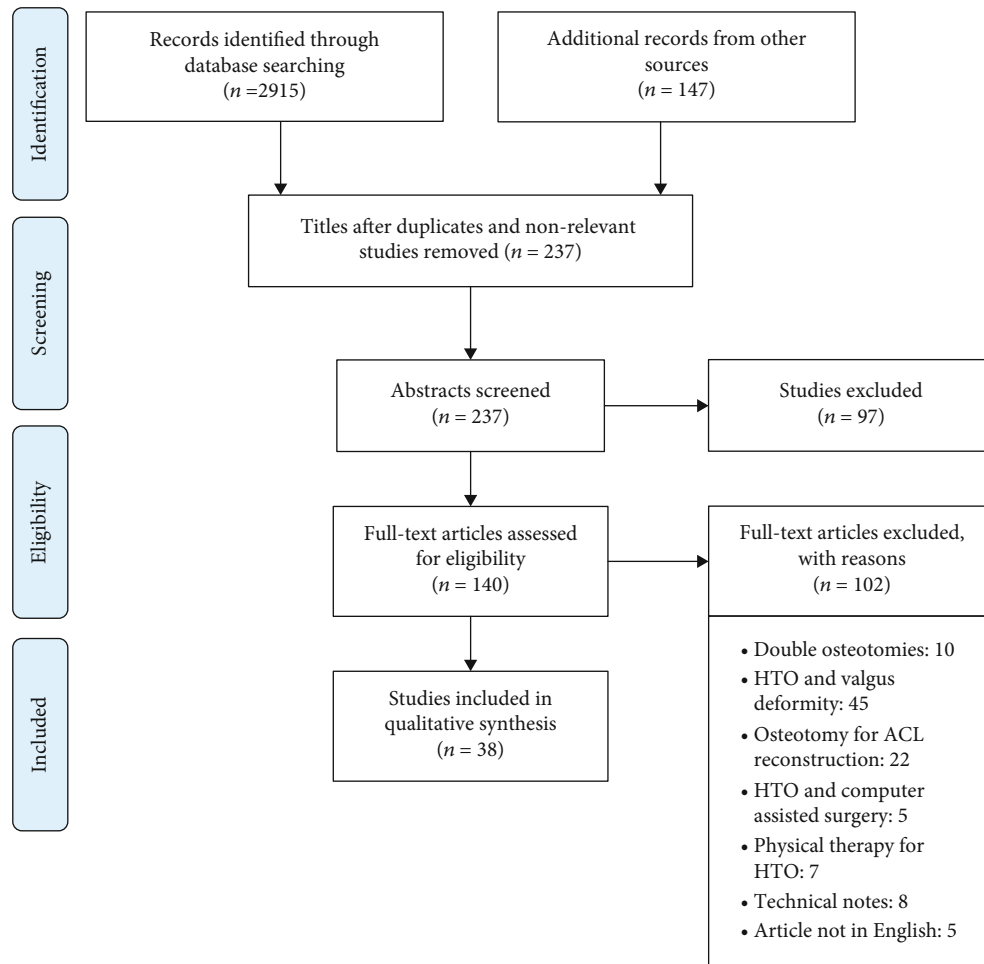 Identification
Records identified through
database searching
(n =2915)
Additional records from other
sources
(n = 147)
Screening
Titles after duplicates and non-relevant
studies removed (n = 237)
Abstracts screened
(n = 237)
Studies excluded
(n = 97)
Eligibility
Full-text articles assessed
for eligibility
(n = 140)
Full-text articles excluded,
with reasons
(n = 102)
• Double osteotomies: 10
• HTO and valgus
deformity: 45
• Osteotomy for ACL
reconstruction: 22
• HTO and computer
assisted surgery: 5
• Physical therapy for
HTO: 7
• Technical notes: 8
• Article not in English: 5
Included
Studies included in
qualitative synthesis
(n = 38)